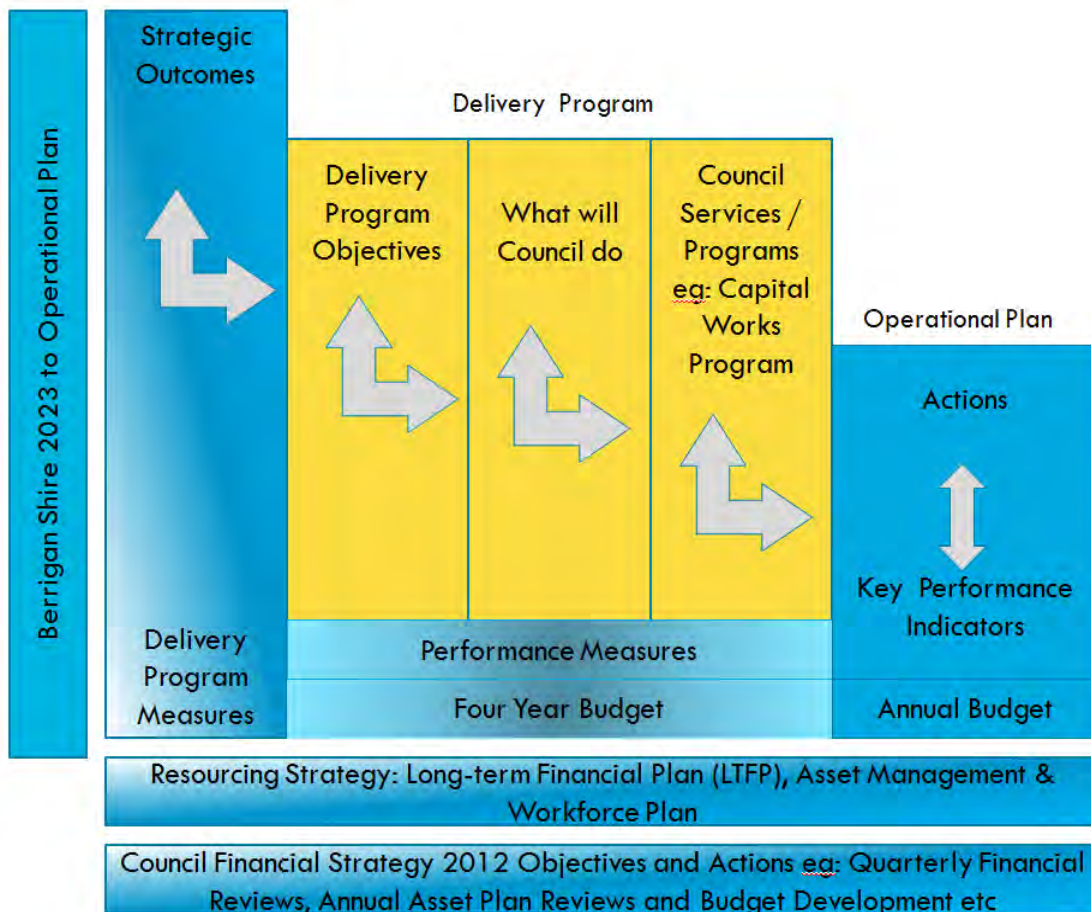 Berrigan Shire 2023 to Operational Plan
Strategic
Outcomes
Delivery
Program
Measures
Delivery Program
Delivery
Program
Objectives
What will
Council do
Council
Services /
Programs
eg: Capital
Works
Program
Performance Measures
Four Year Budget
Operational Plan
Actions
Key Performance
Indicators
Annual Budget
Resourcing Strategy: Long-term Financial Plan (LTFP), Asset Management &
Workforce Plan
Council Financial Strategy 2012 Objectives and Actions eg: Quarterly Financial
Reviews, Annual Asset Plan Reviews and Budget Development etc